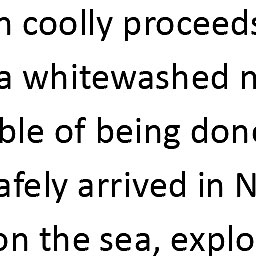 n coolly proceeds
a whitewashed n
ble of being done
afely arrived in N
on the sea, explo